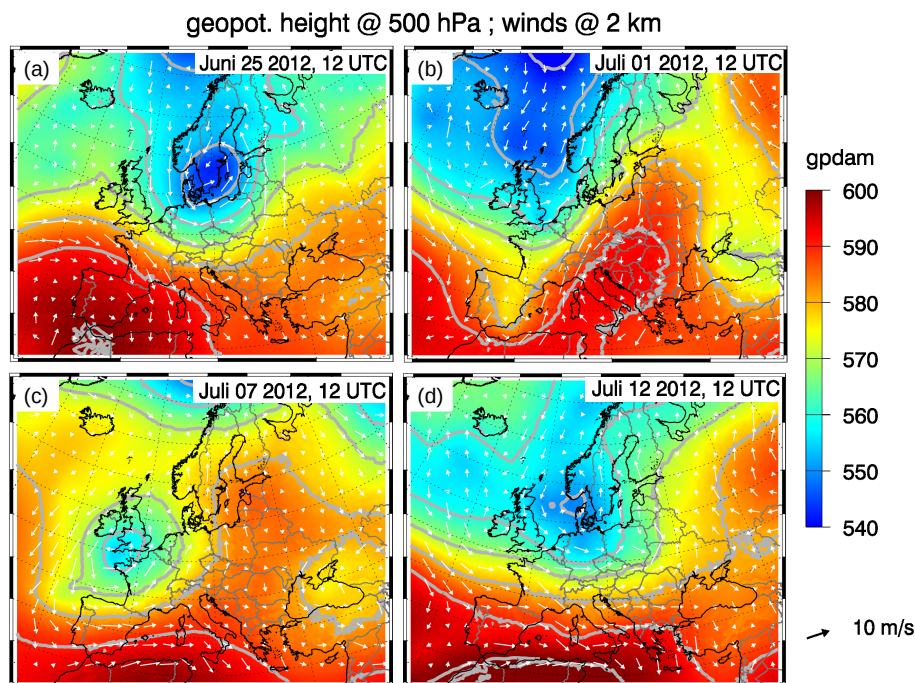 geopot. height @ 500 hPa ; winds @ 2 km
(a)
Juni 25 2012, 12 UTC
(b)
Juli 01 2012, 12 UTC
(c)
Juli 07 2012, 12 UTC
(d)
Juli 12 2012, 12 UTC
gpdam
600
590
580
570
560
550
540
10 m/s